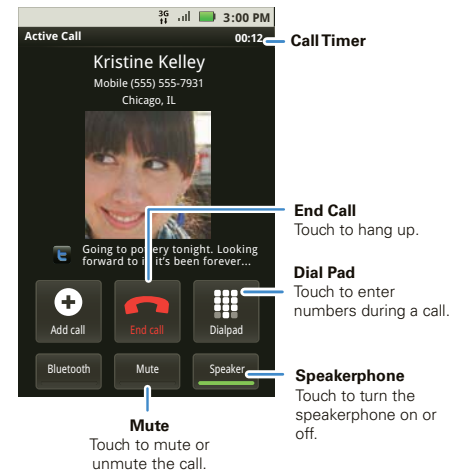 3G 3:00 PM
Active Call 00:12
Call Timer
Kristine Kelley
Mobile (555) 555-7931
Chicago, IL
End Call
Touch to hang up.
Going to pottery tonight. Looking
forward to it it's been forever...
Dial Pad
Touch to enter
numbers during a call.
Add call
End call
Dialpad
Bluetooth
Mute
Speaker
Speakerphone
Touch to turn the
speakerphone on or
off.
Mute
Touch to mute or
unmute the call.